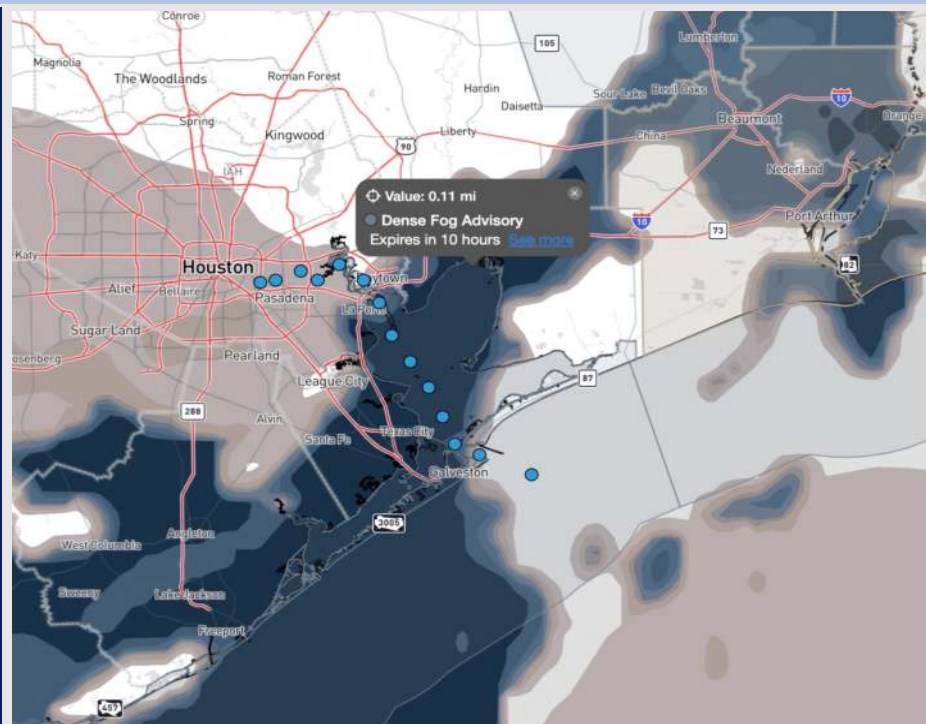 Conroe
Magnolia
The Woodlands
Roman Forest
105
Lumberton
Hardin
Daisetta
Sour Lake
Bevil Oaks
10
Spring
Kingwood
Liberty
China
Beaumont
Orange
90
IAH
Nederland
Value: 0.11 mi
Dense Fog Advisory
Expires in 10 hours See more
10
73
Port Arthur
82
Katy
Houston
Alief
Bellaire
Pasadena
Sugar Land
Pearland
League City
87
288
Alvin
Santa Fe
Texas City
Galveston
3005
West Columbia
Angleton
Sweeny
Lake Jackson
Freeport
457